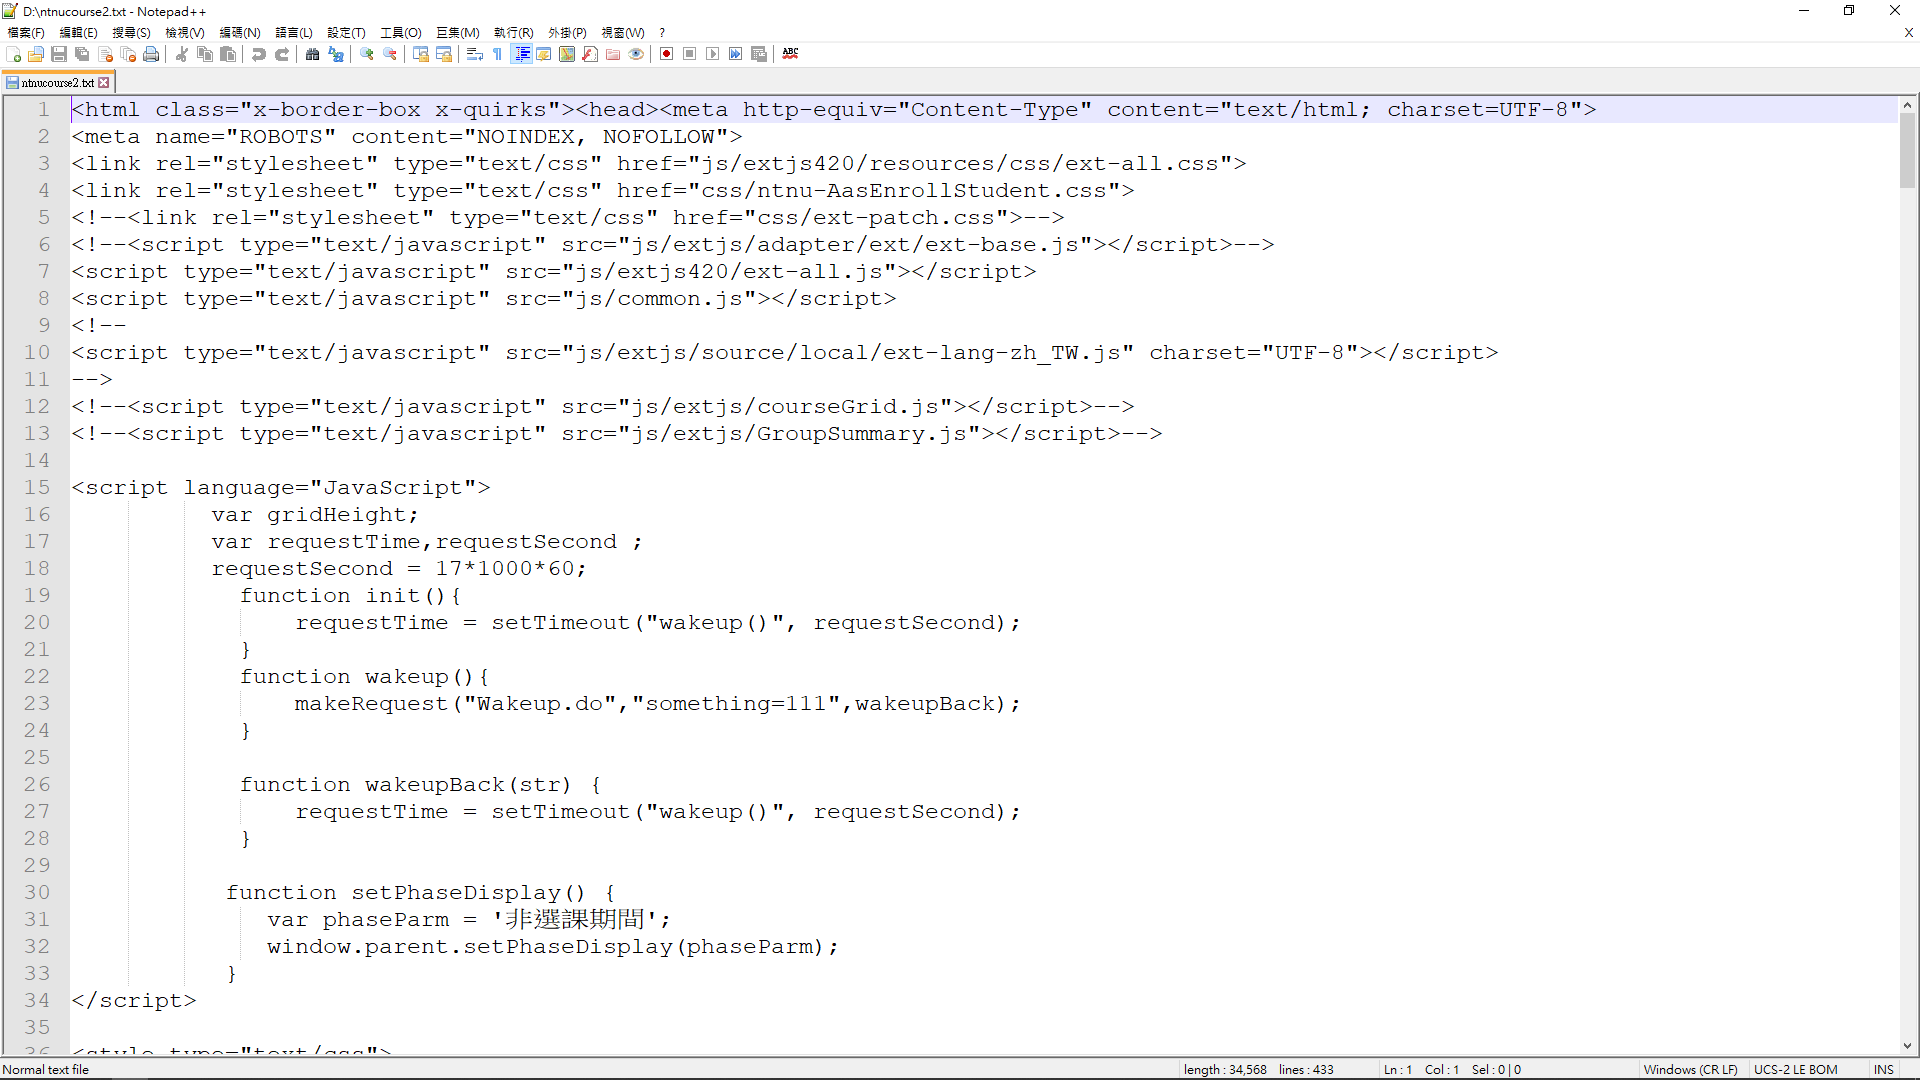 D:\ntnucourse2.txt - Notepad++
檔案(F) 編輯(E) 搜尋(S) 檢視(V) 編碼(N) 語言(L) 設定(T) 工具(O) 巨集(M) 執行(R) 外掛(P) 視窗(W) ? X
ABC
ntnucourse2.txt
1 <html class="x-border-box x-quirks"><head><meta http-equiv="Content-Type" content="text/html; charset=UTF-8">
2 <meta name="ROBOTS" content="NOINDEX, NOFOLLOW">
3 <link rel="stylesheet" type="text/css" href="js/extjs420/resources/css/ext-all.css">
4 <link rel="stylesheet" type="text/css" href="css/ntnu-AasEnrollStudent.css">
5 <!--<link rel="stylesheet" type="text/css" href="css/ext-patch.css">-->
6 <!--<script type="text/javascript" src="js/extjs/adapter/ext/ext-base.js"></script>-->
7 <script type="text/javascript" src="js/extjs420/ext-all.js"></script>
8 <script type="text/javascript" src="js/common.js"></script>
9 <!--
10 <script type="text/javascript" src="js/extjs/source/local/ext-lang-zh_TW.js" charset="UTF-8"></script>
11 -->
12 <!--<script type="text/javascript" src="js/extjs/courseGrid.js"></script>-->
13 <!--<script type="text/javascript" src="js/extjs/GroupSummary.js"></script>-->
14
15 <script language="JavaScript">
16 var gridHeight;
17 var requestTime,requestSecond ;
18 requestSecond = 17*1000*60;
19 function init(){
20 requestTime = setTimeout("wakeup()", requestSecond);
21 }
22 function wakeup(){
23 makeRequest("Wakeup.do","something=111",wakeupBack);
24 }
25
26 function wakeupBack(str) {
27 requestTime = setTimeout("wakeup()", requestSecond);
28 }
29
30 function setPhaseDisplay() {
31 var phaseParm = '非選課期間';
32 window.parent.setPhaseDisplay(phaseParm);
33 }
34 </script>
35
36 <style type="text/css">
Normal text file length : 34,568 lines : 433 Ln : 1 Col : 1 Sel : 0 | 0 Windows (CR LF) UCS-2 LE BOM INS